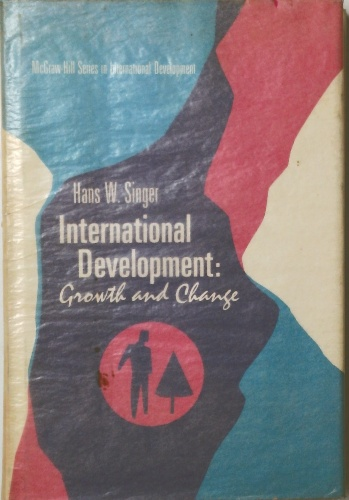 McGraw-Hill Series in International Development
Hans W. Singer
International
Development:
Growth and Change